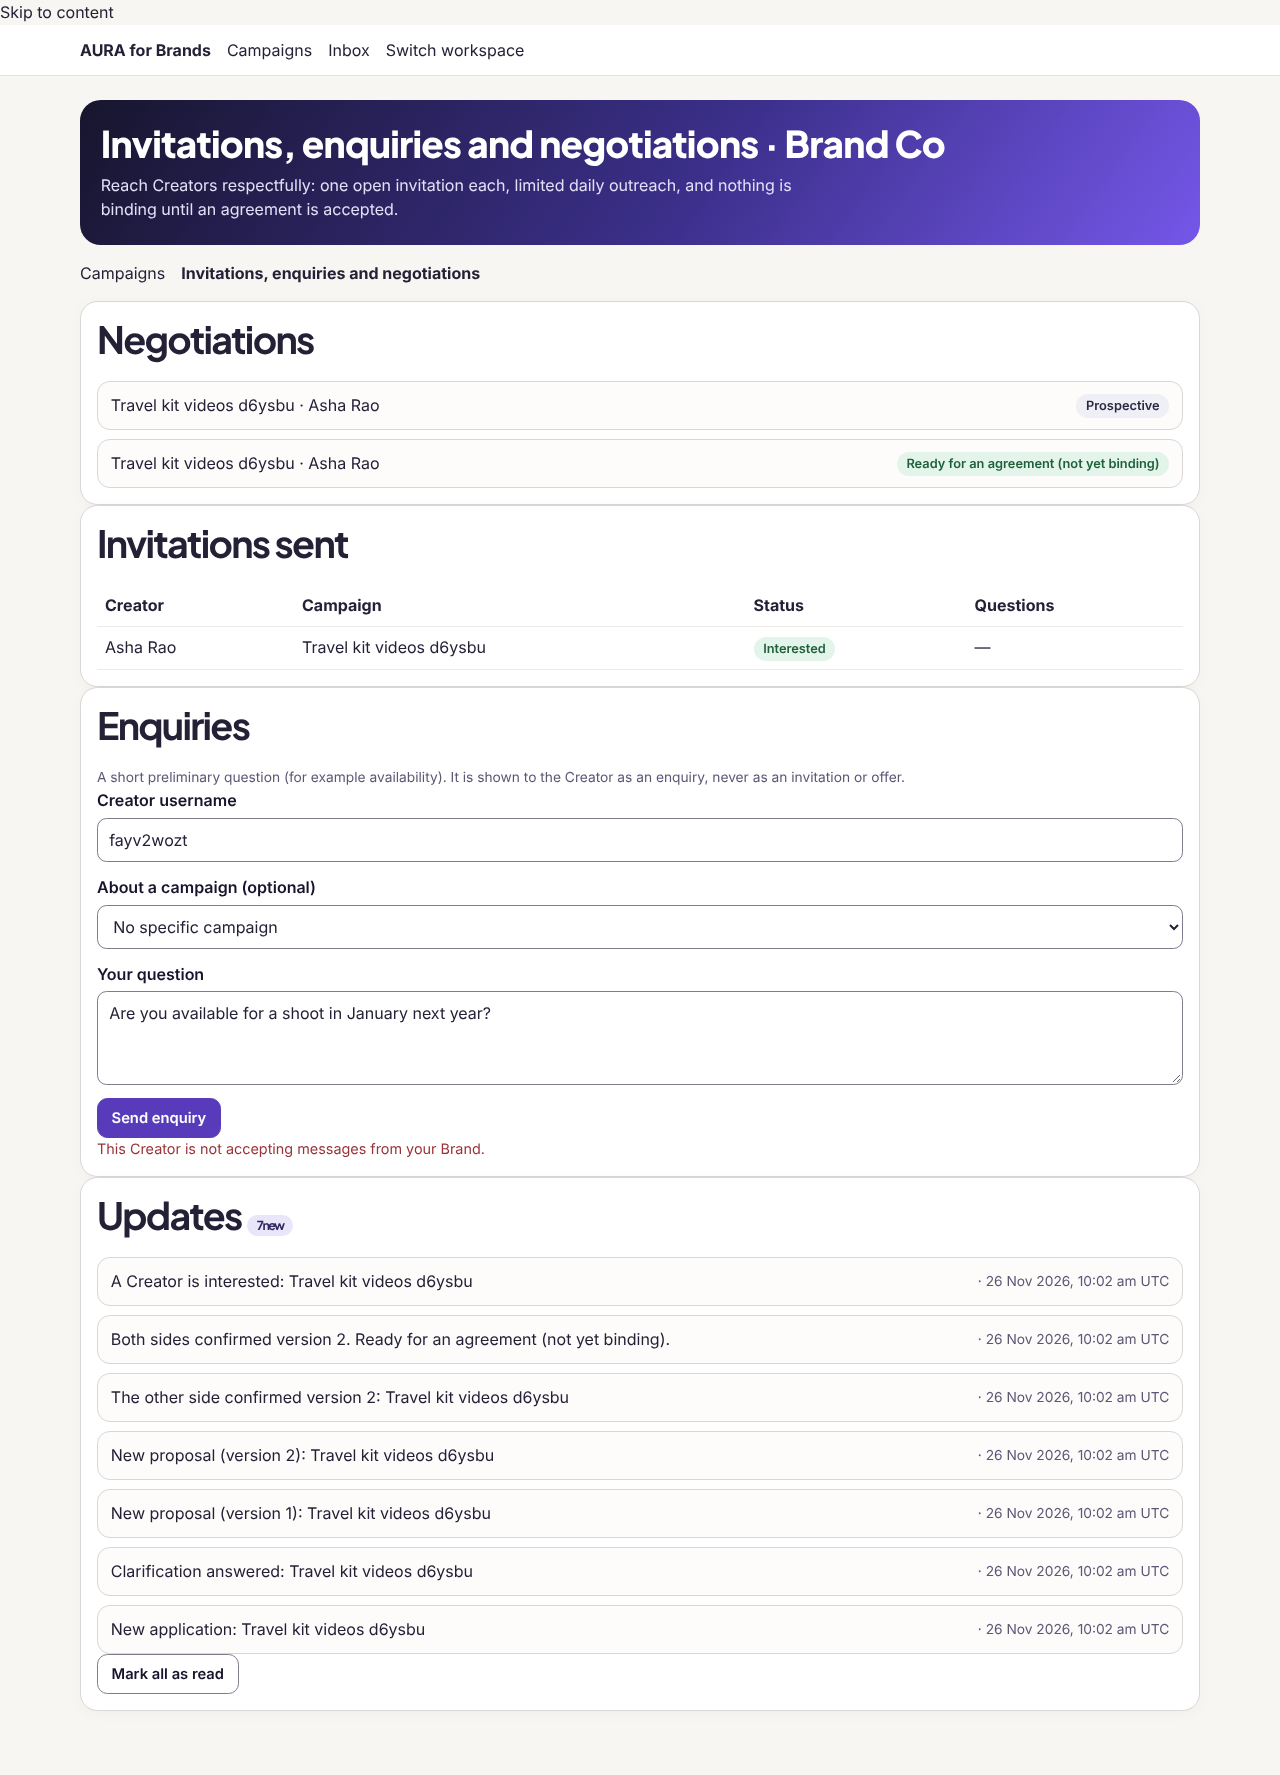 Skip to content
AURA for Brands Campaigns Inbox Switch workspace
Invitations, enquiries and negotiations · Brand Co
Reach Creators respectfully: one open invitation each, limited daily outreach, and nothing is
binding until an agreement is accepted.
Campaigns Invitations, enquiries and negotiations
Negotiations
Travel kit videos d6ysbu · Asha Rao Prospective
Travel kit videos d6ysbu · Asha Rao Ready for an agreement (not yet binding)
Invitations sent
Creator Campaign Status Questions
Asha Rao Travel kit videos d6ysbu Interested —
Enquiries
A short preliminary question (for example availability). It is shown to the Creator as an enquiry, never as an invitation or offer.
Creator username
fayv2wozt
About a campaign (optional)
No specific campaign
Your question
Are you available for a shoot in January next year?
Send enquiry
This Creator is not accepting messages from your Brand.
Updates 7 new
A Creator is interested: Travel kit videos d6ysbu · 26 Nov 2026, 10:02 am UTC
Both sides confirmed version 2. Ready for an agreement (not yet binding). · 26 Nov 2026, 10:02 am UTC
The other side confirmed version 2: Travel kit videos d6ysbu · 26 Nov 2026, 10:02 am UTC
New proposal (version 2): Travel kit videos d6ysbu · 26 Nov 2026, 10:02 am UTC
New proposal (version 1): Travel kit videos d6ysbu · 26 Nov 2026, 10:02 am UTC
Clarification answered: Travel kit videos d6ysbu · 26 Nov 2026, 10:02 am UTC
New application: Travel kit videos d6ysbu · 26 Nov 2026, 10:02 am UTC
Mark all as read